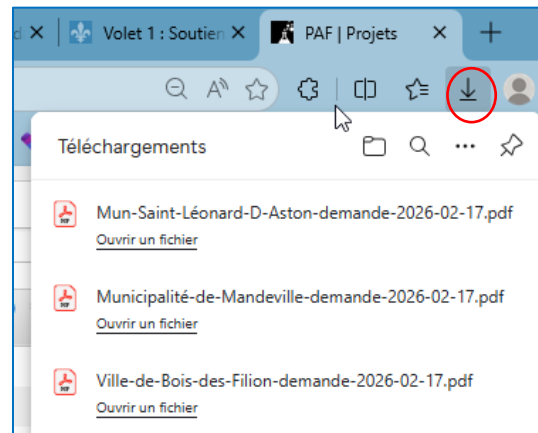 d
Volet 1 : Soutien
PAF | Projets
A
Téléchargements
Mun-Saint-Léonard-D-Aston-demande-2026-02-17.pdf
Ouvrir un fichier
Municipalité-de-Mandeville-demande-2026-02-17.pdf
Ouvrir un fichier
Ville-de-Bois-des-Filion-demande-2026-02-17.pdf
Ouvrir un fichier